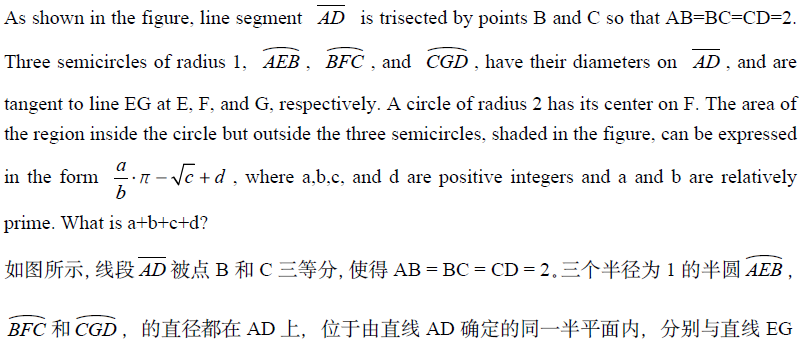 As shown in the figure, line segment \overline{AD} is trisected by points B and C so that AB=BC=CD=2.
Three semicircles of radius 1, \overset{\frown}{AEB} , \overset{\frown}{BFC} , and \overset{\frown}{CGD} , have their diameters on \overline{AD} , and are
tangent to line EG at E, F, and G, respectively. A circle of radius 2 has its center on F. The area of
the region inside the circle but outside the three semicircles, shaded in the figure, can be expressed
in the form \frac{a}{b}·π−\sqrt{c}+d , where a,b,c, and d are positive integers and a and b are relatively
prime. What is a+b+c+d?
如图所示, 线段 \overline{AD} 被点 B 和 C 三等分, 使得 AB = BC = CD = 2。三个半径为 1 的半圆 \overset{\frown}{AEB} ,
\overset{\frown}{BFC} 和 \overset{\frown}{CGD} , 的直径都在 AD 上, 位于由直线 AD 确定的同一半平面内, 分别与直线 EG